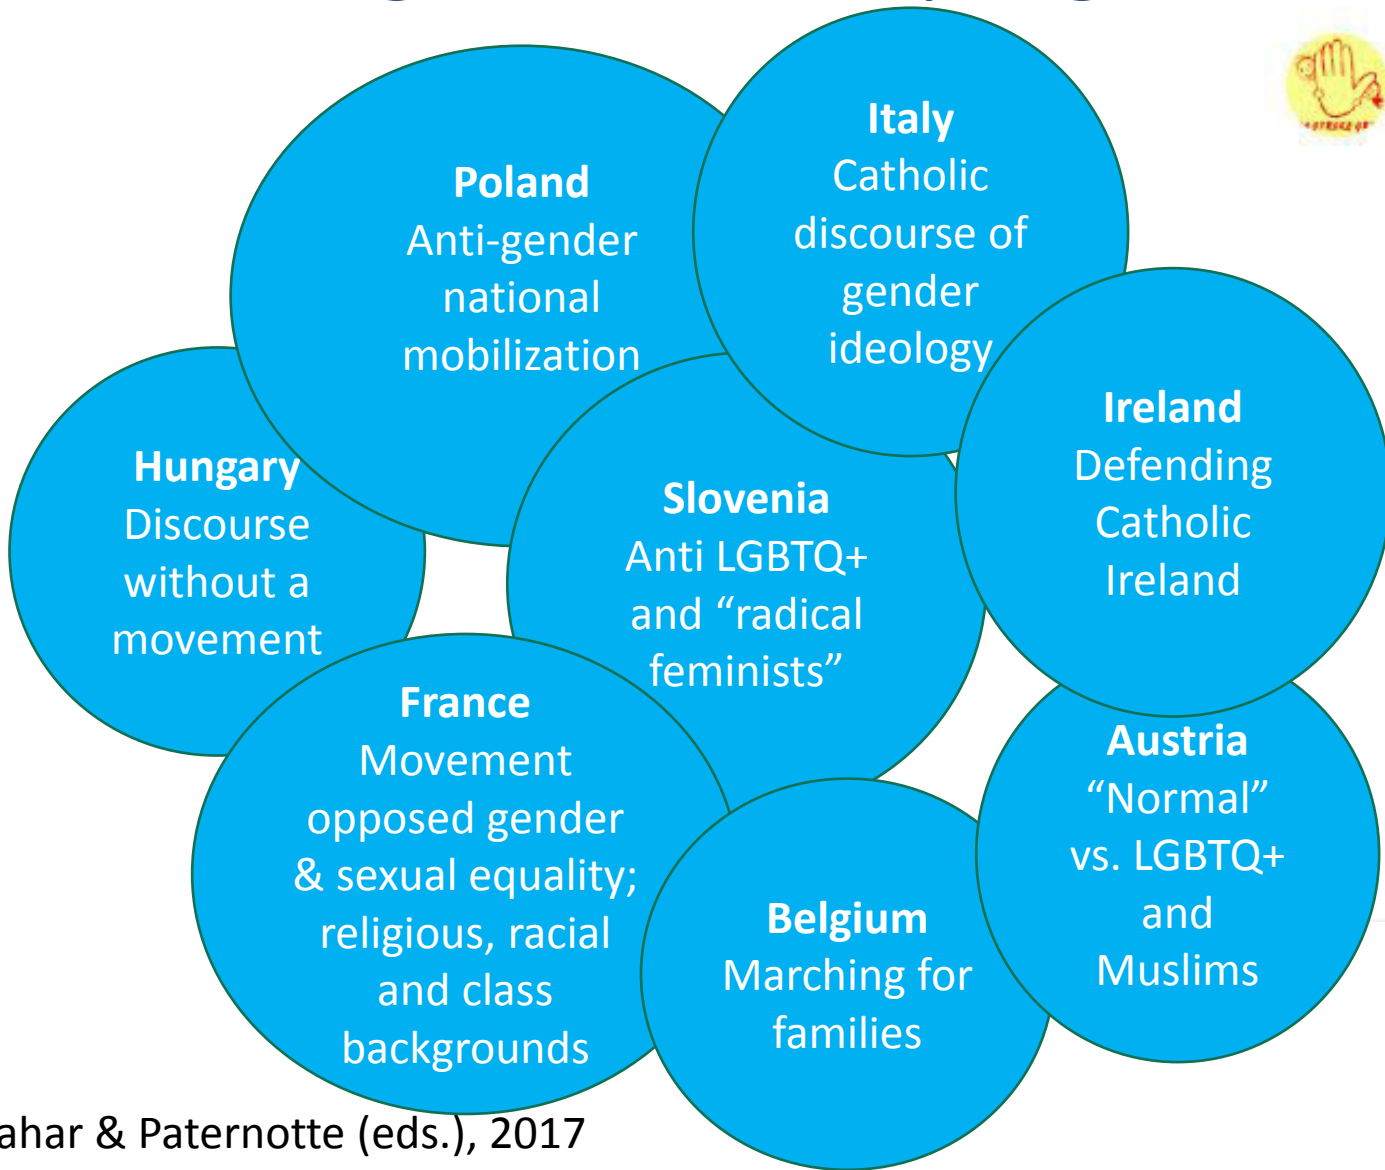 Italy
Catholic
discourse of
gender
ideology
Poland
Anti-gender
national
mobilization
Ireland
Defending
Catholic
Ireland
Hungary
Discourse
without a
movement
Slovenia
Anti LGBTQ+
and “radical
feminists”
France
Movement
opposed gender
& sexual equality;
religious, racial
and class
backgrounds
Austria
“Normal”
vs. LGBTQ+
and
Muslims
Belgium
Marching for
families
ahar & Paternotte (eds.), 2017